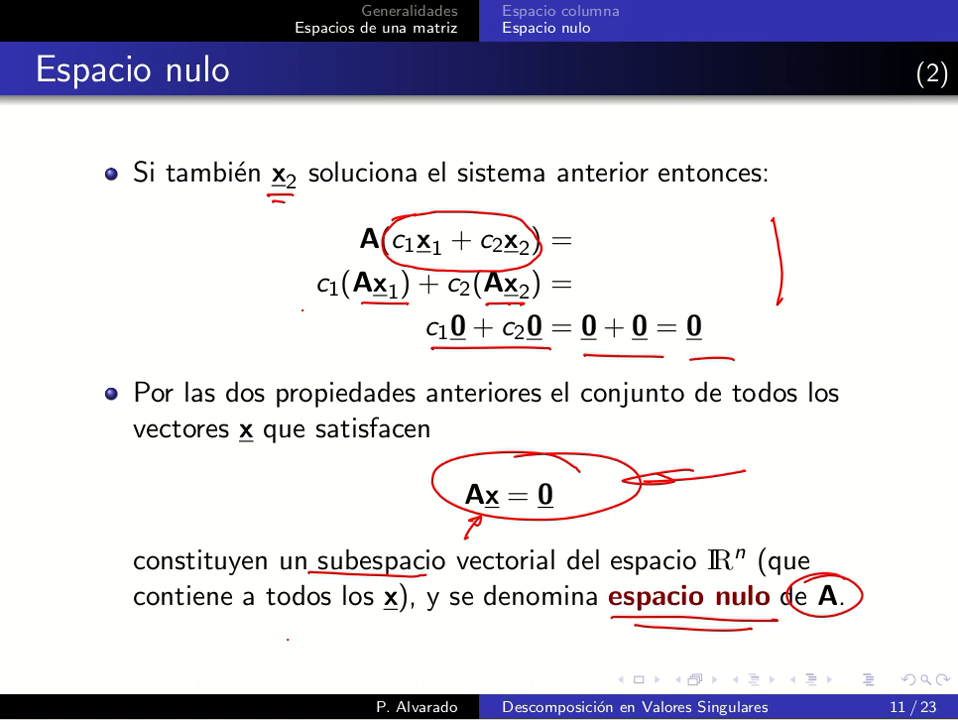 Generalidades Espacio columna
Espacios de una matriz Espacio nulo
Espacio nulo (2)
Si también x₂ soluciona el sistema anterior entonces:
A(c₁x₁ + c₂x₂) =
c₁(Ax₁) + c₂(Ax₂) =
c₁0 + c₂0 = 0 + 0 = 0
Por las dos propiedades anteriores el conjunto de todos los
vectores x que satisfacen
Ax = 0
constituyen un subespacio vectorial del espacio ℝⁿ (que
contiene a todos los x), y se denomina espacio nulo de A.
P. Alvarado Descomposición en Valores Singulares 11 / 23